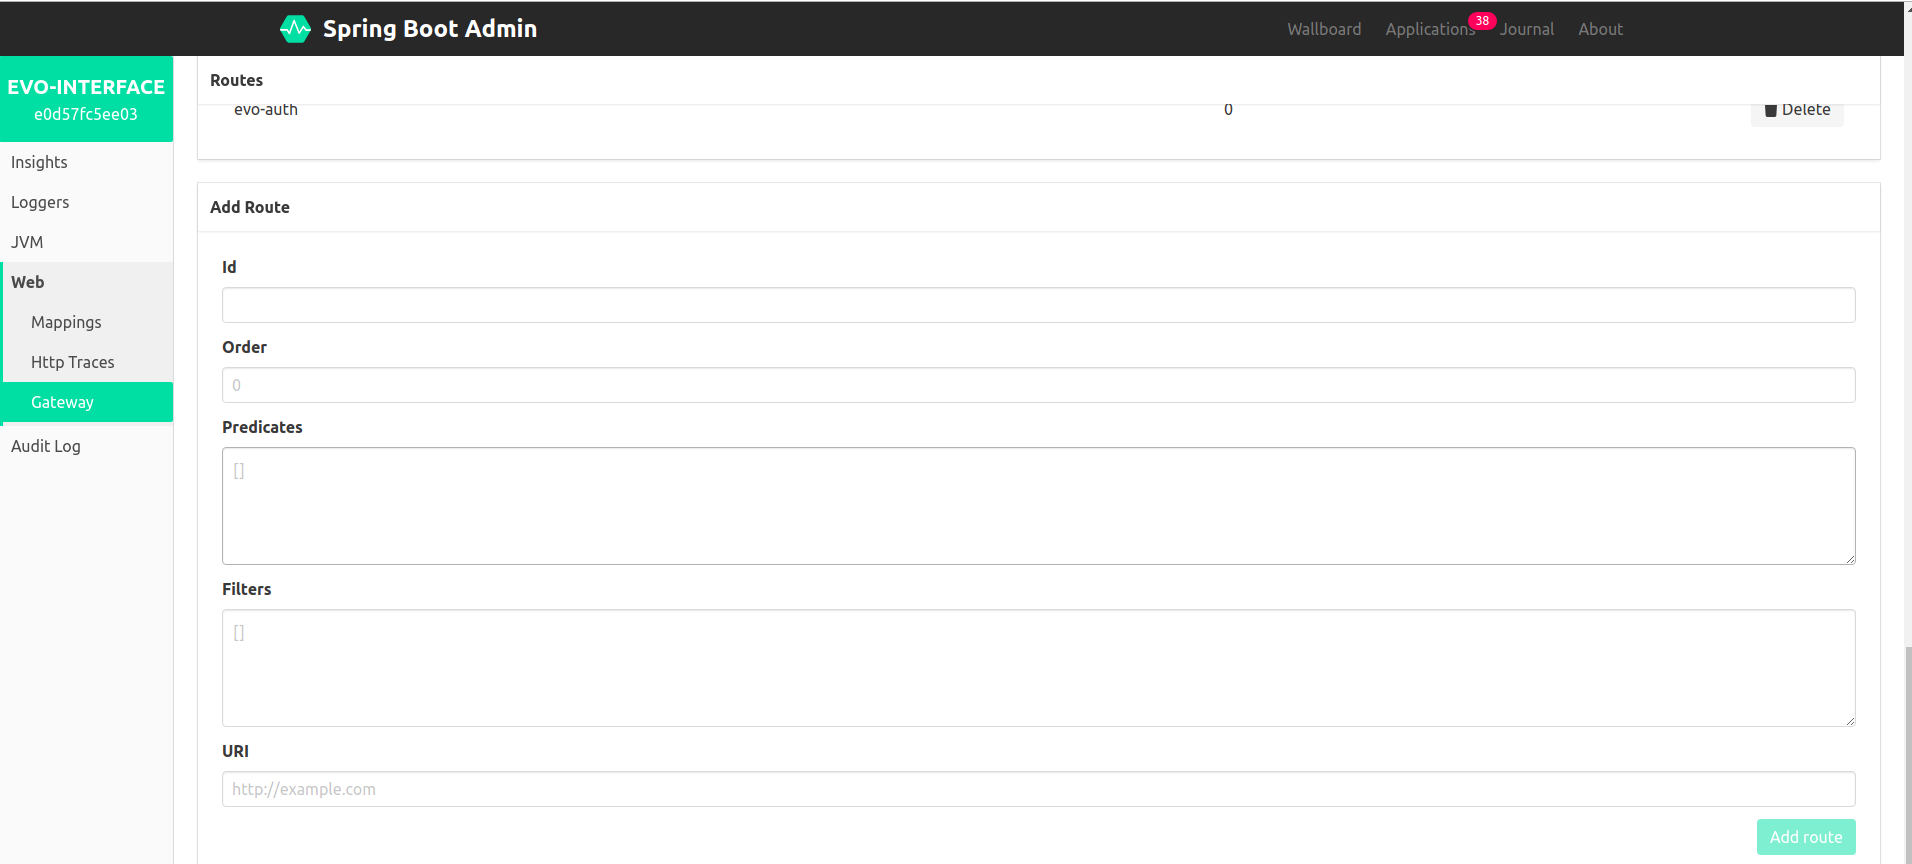 Spring Boot Admin
Wallboard Applications 38 Journal About
EVO-INTERFACE
e0d57fc5ee03
Insights
Loggers
JVM
Web
Mappings
Http Traces
Gateway
Audit Log
Routes
evo-auth 0 Delete
Add Route
Id
Order
0
Predicates
[]
Filters
[]
URI
http://example.com
Add route